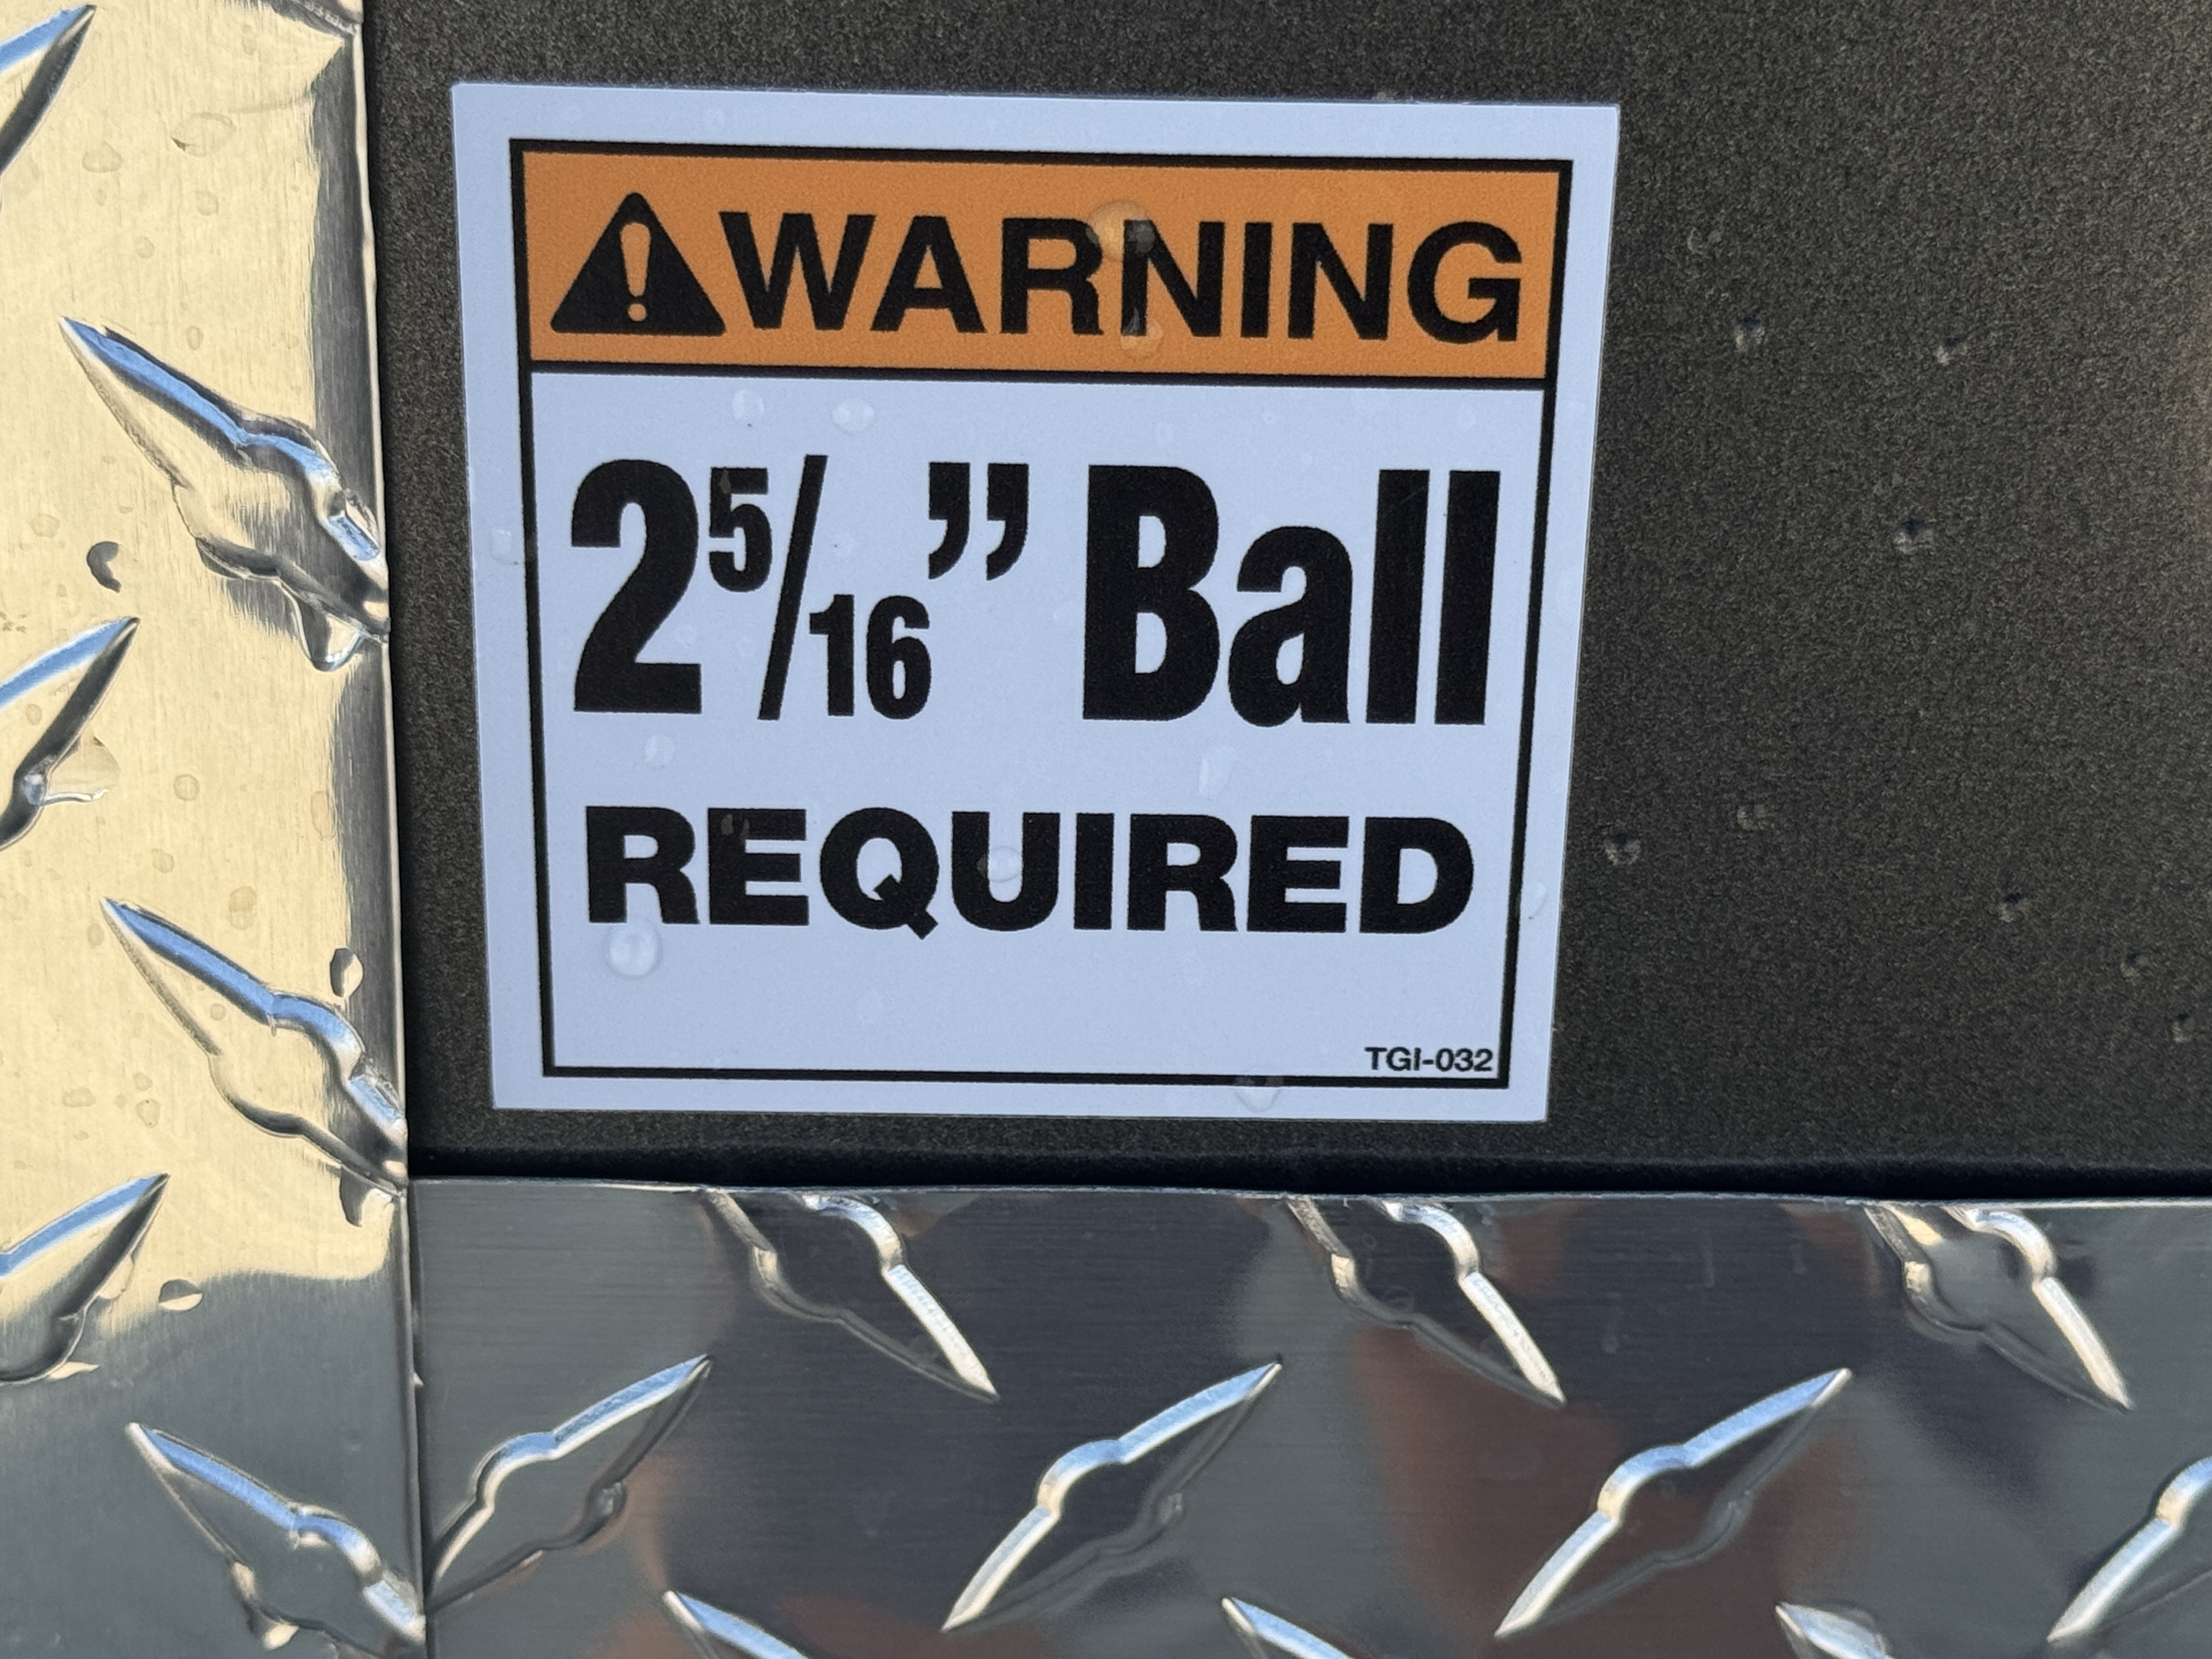 WARNING
2 5/16” Ball
REQUIRED
TGI-032